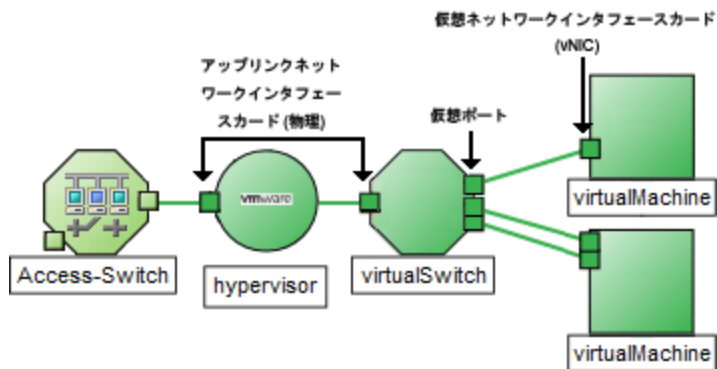 仮想ネットワークインタフェースカード
(vNIC)
アップリンクネット
ワークインタフェー
スカード (物理)
仮想ポート
vmware
Access-Switch
hypervisor
virtualSwitch
virtualMachine
virtualMachine